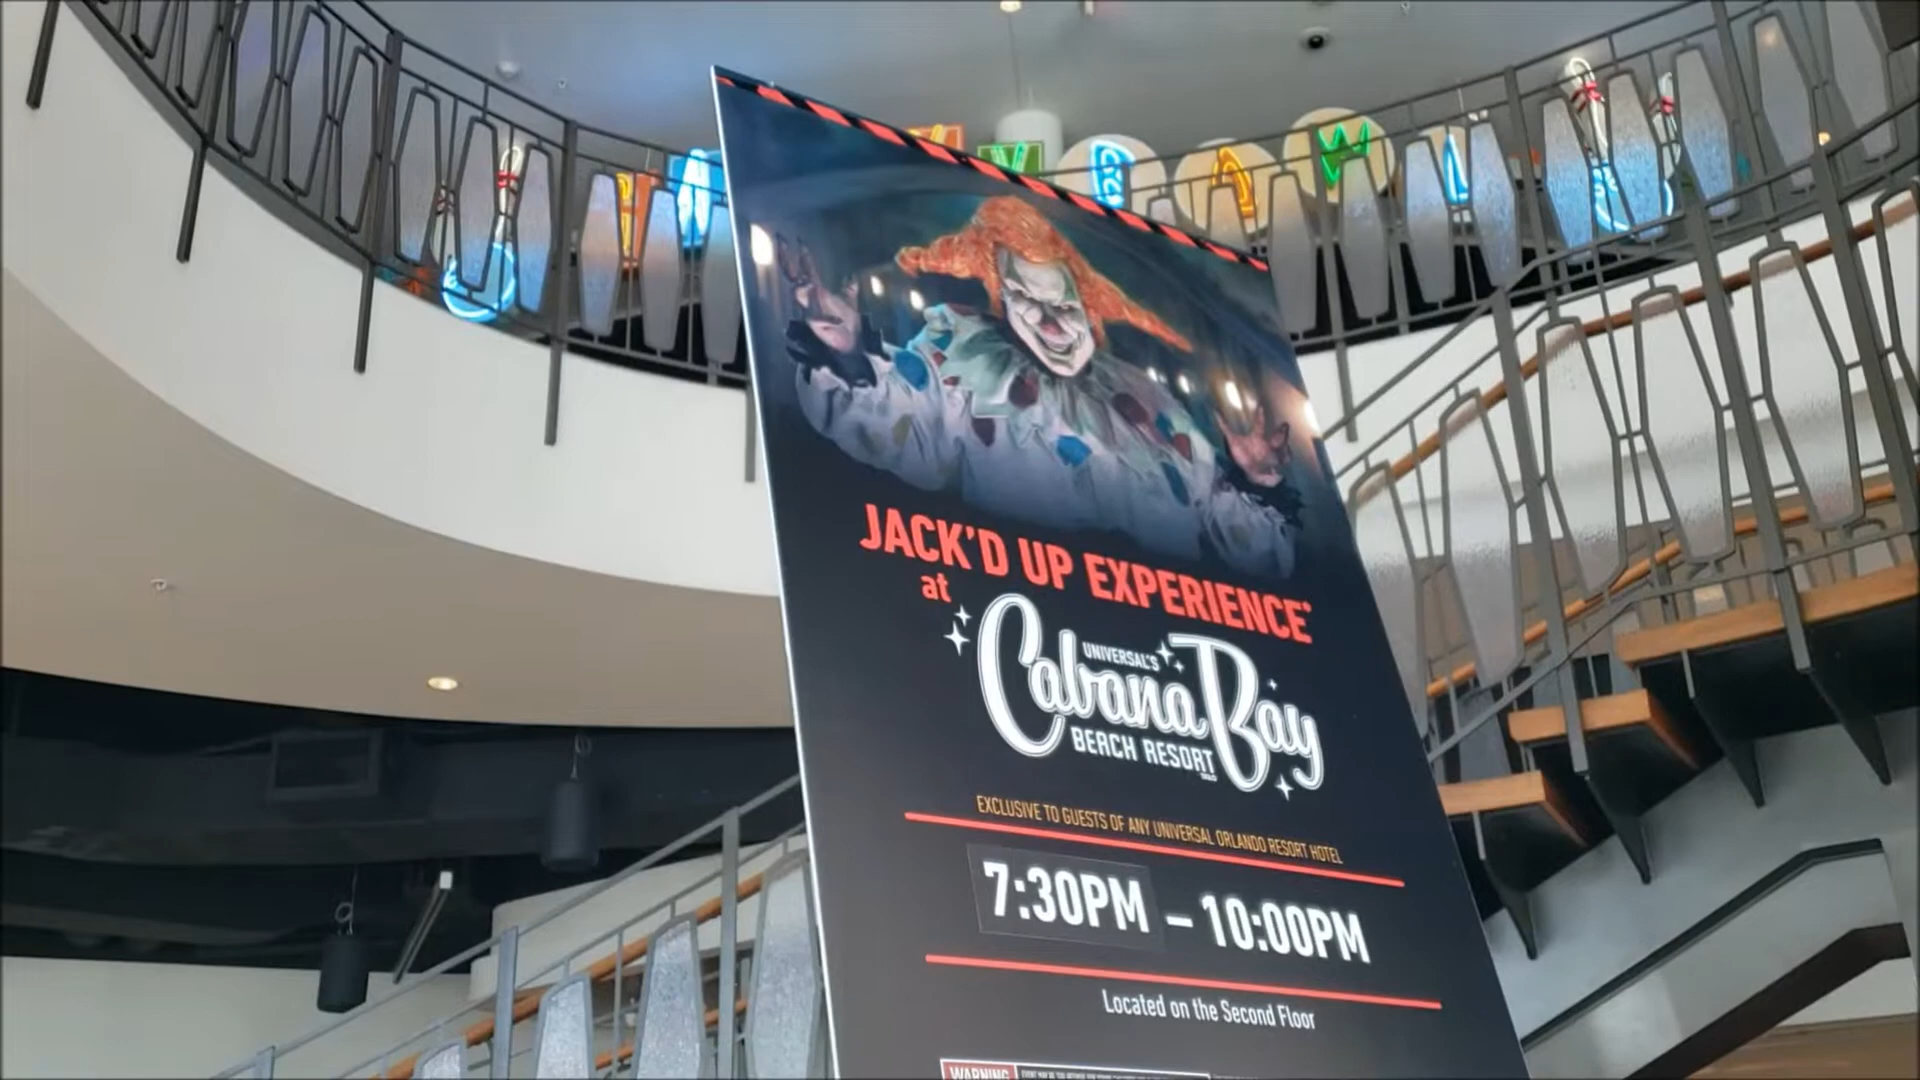 JACK'D UP EXPERIENCE*
at
UNIVERSAL'S
Cabana Bay
BEACH RESORT
EXCLUSIVE TO GUESTS OF ANY UNIVERSAL ORLANDO RESORT HOTEL
7:30PM – 10:00PM
Located on the Second Floor
WARNING